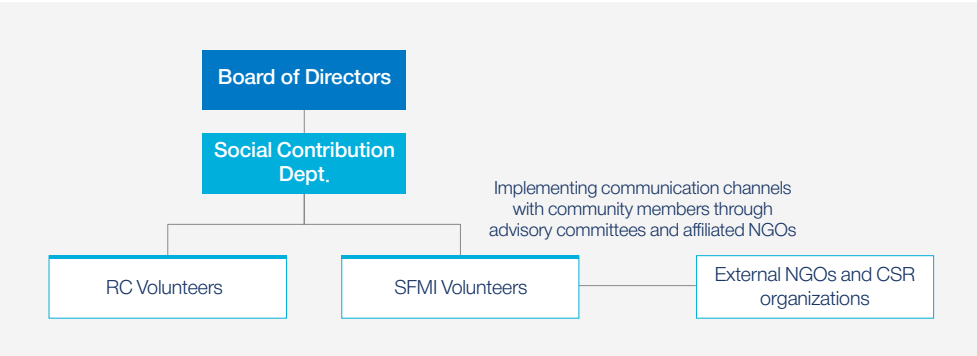 Board of Directors
Social Contribution
Dept.
Implementing communication channels
with community members through
advisory committees and affiliated NGOs
RC Volunteers
SFMI Volunteers
External NGOs and CSR
organizations